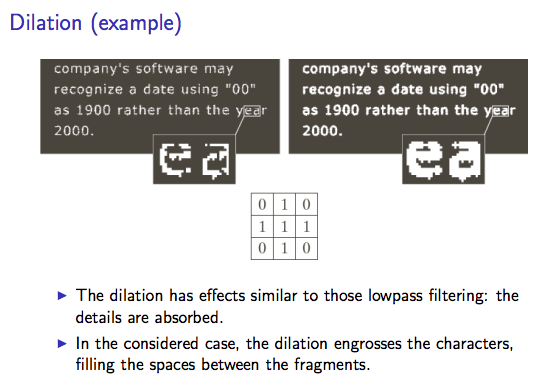 Dilation (example)
company's software may
recognize a date using "00"
as 1900 rather than the year
2000.
ea
company's software may
recognize a date using "00"
as 1900 rather than the year
2000.
ea
0 1 0
1 1 1
0 1 0
▶ The dilation has effects similar to those lowpass filtering: the
details are absorbed.
▶ In the considered case, the dilation engrosses the characters,
filling the spaces between the fragments.